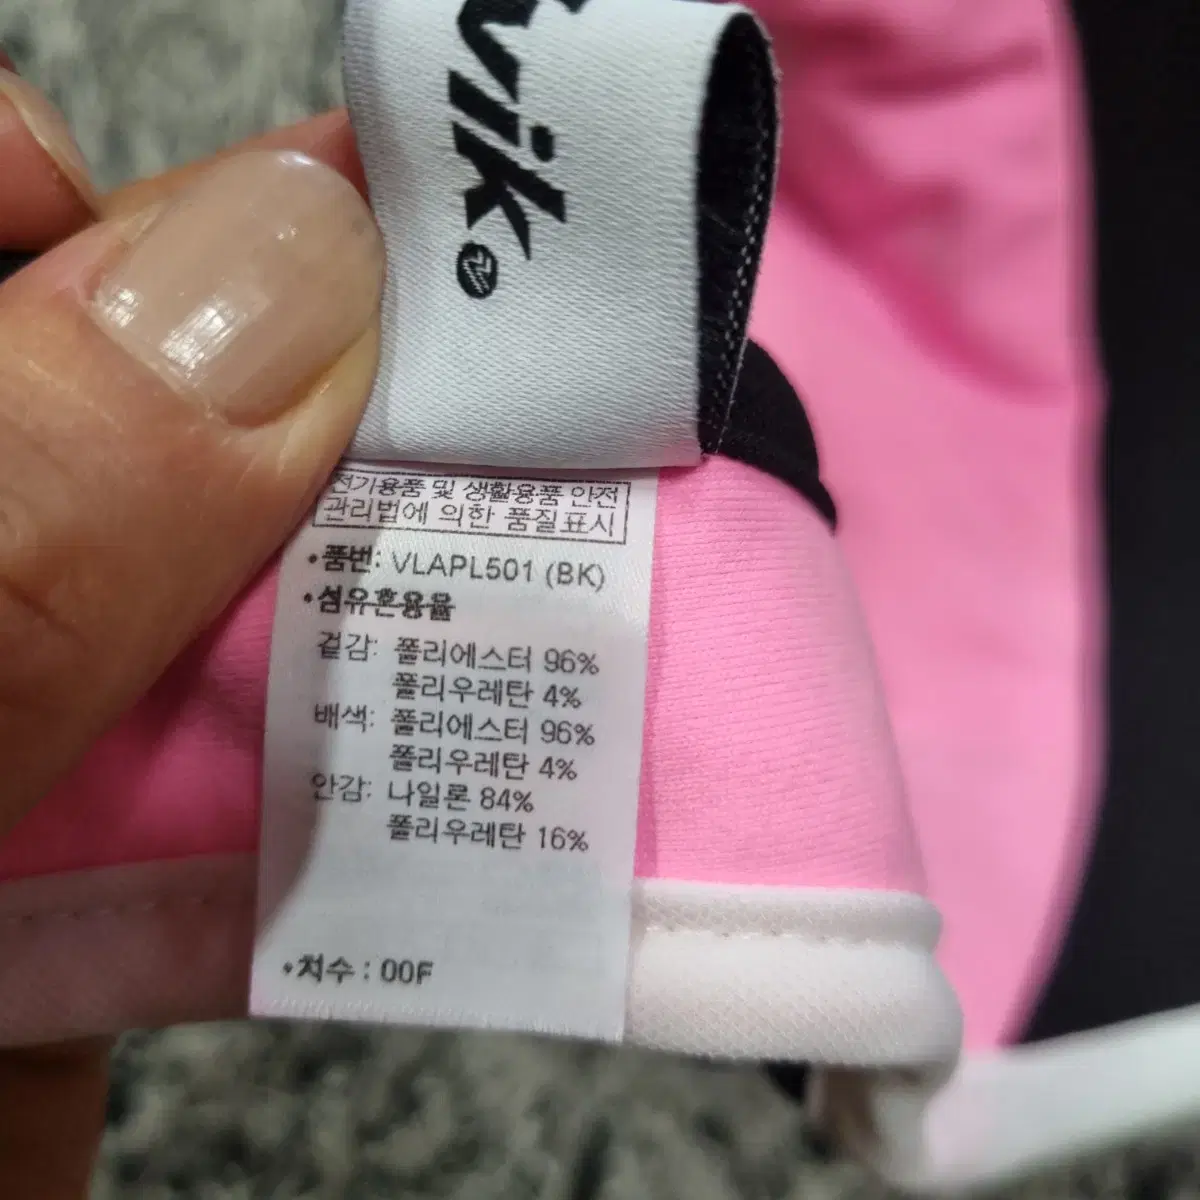 vik
전기용품 및 생활용품 안전
관리법에 의한 품질표시
•품번: VLAPL501 (BK)
•섬유혼용율
겉감: 폴리에스터 96%
폴리우레탄 4%
배색: 폴리에스터 96%
폴리우레탄 4%
안감: 나일론 84%
폴리우레탄 16%
•치수 : 00F